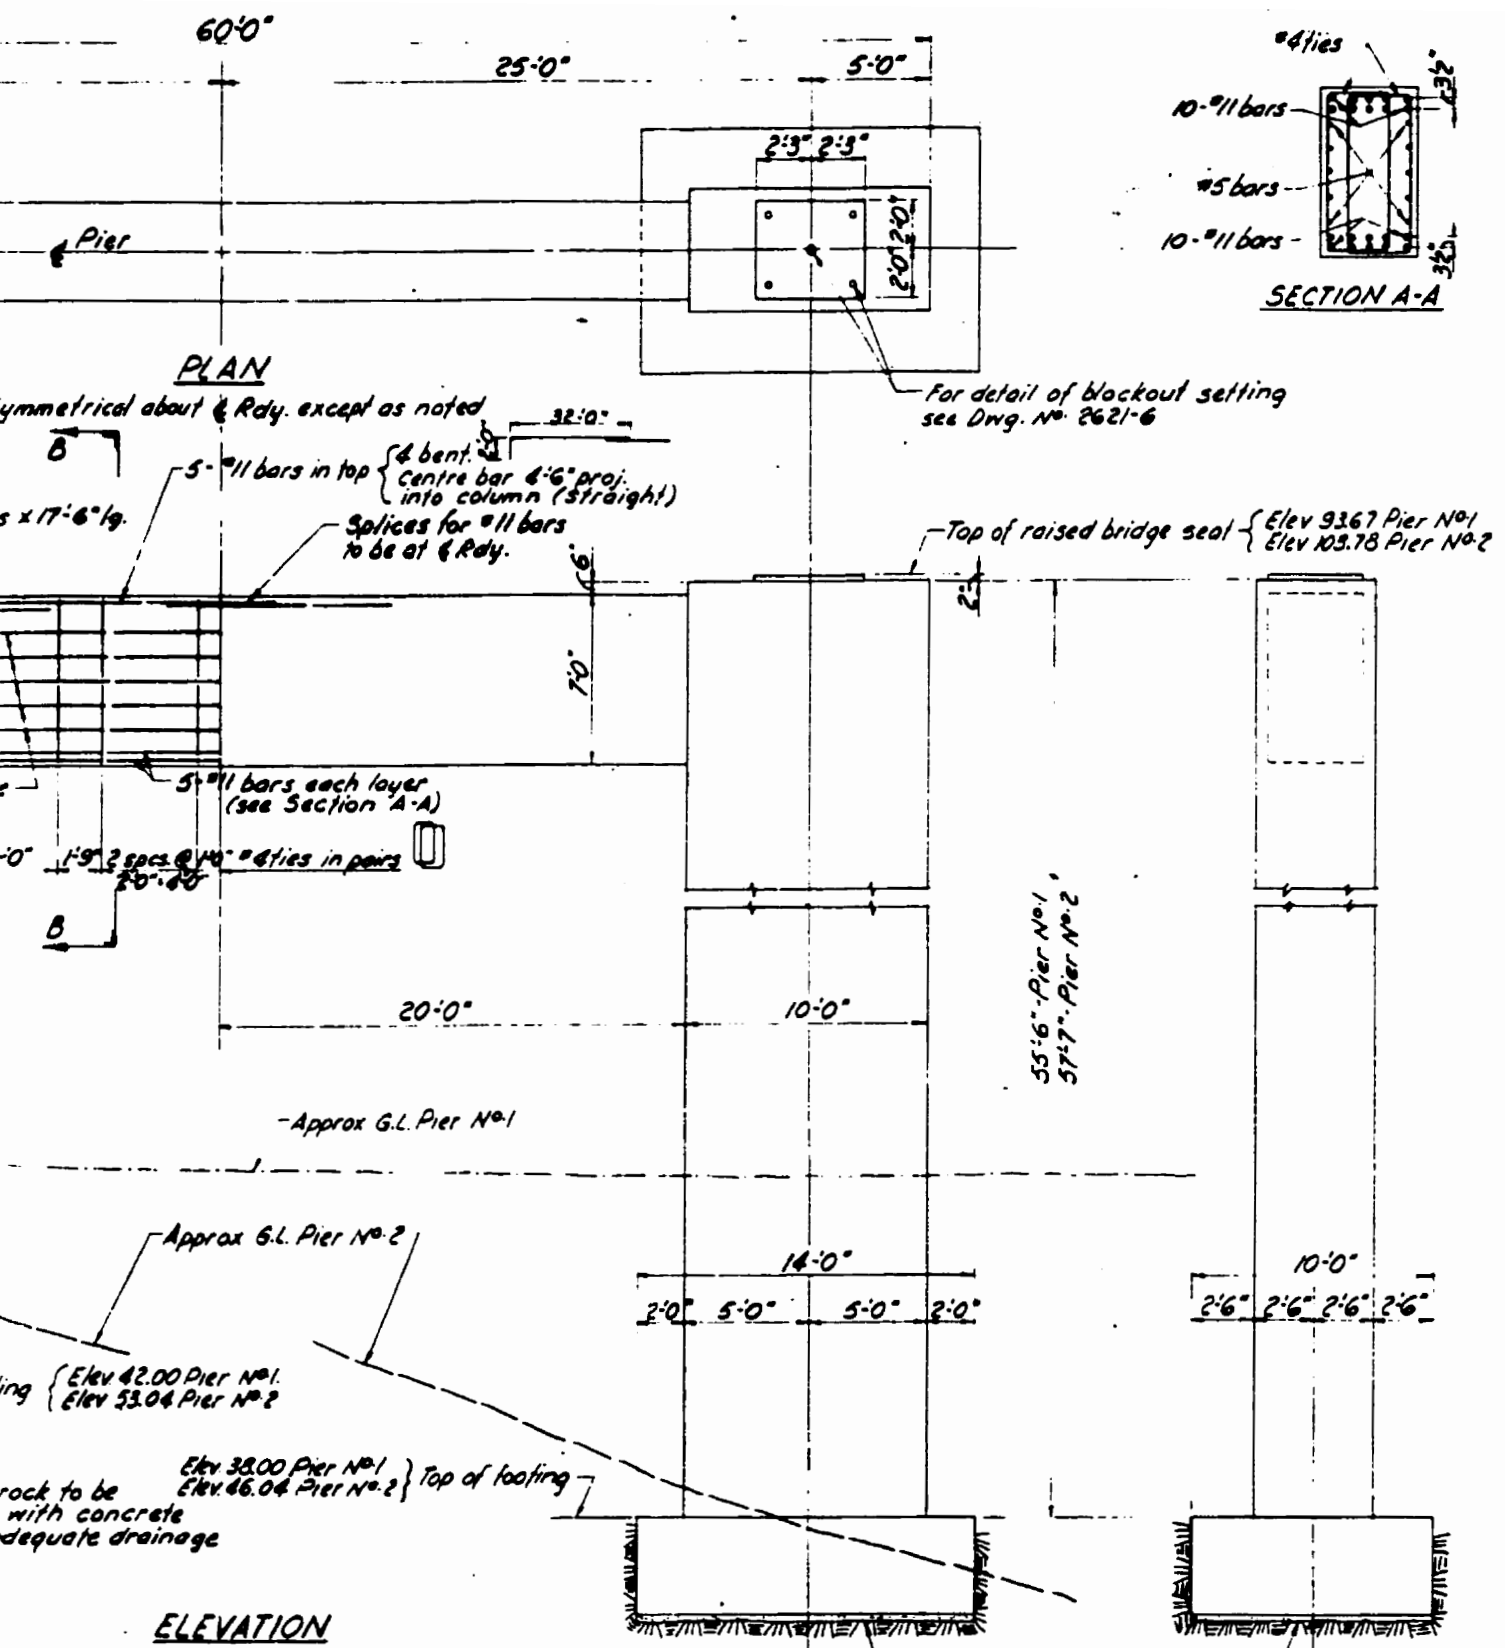 60'-0"
25'-0"
5'-0"
2'-3" 2'-3"
2'-0" 2'-0"
℄ Pier
#4 ties
10-#11 bars
#5 bars
10-#11 bars
3½"
3½"
SECTION A-A
PLAN
ymmetrical about ℄ Rdy. except as noted
For detail of blockout setting
see Dwg. No. 2621-6
B
32'-0"
2'-0"
5-#11 bars in top { 4 bent.
Centre bar 4'-6" proj.
into column (straight)
s x 17'-6" lg.
Splices for #11 bars
to be at ℄ Rdy.
Top of raised bridge seat { Elev 93.67 Pier No.1
Elev 103.78 Pier No.2
6"
2"
7'-0"
5-#11 bars each layer
(see Section A-A)
-0" 1'-9" 2 spcs. @ 1'-0" #4 ties in pairs
B
20'-0"
10'-0"
55'-6" - Pier No.1
57'-7" - Pier No.2
Approx G.L. Pier No.1
Approx G.L. Pier No.2
14'-0"
2'-0" 5'-0" 5'-0" 2'-0"
10'-0"
2'-6" 2'-6" 2'-6" 2'-6"
ing { Elev. 42.00 Pier No.1.
Elev 53.04 Pier No.2
Elev. 38.00 Pier No.1
Elev. 46.04 Pier No.2 } Top of footing
rock to be
with concrete
dequate drainage
ELEVATION